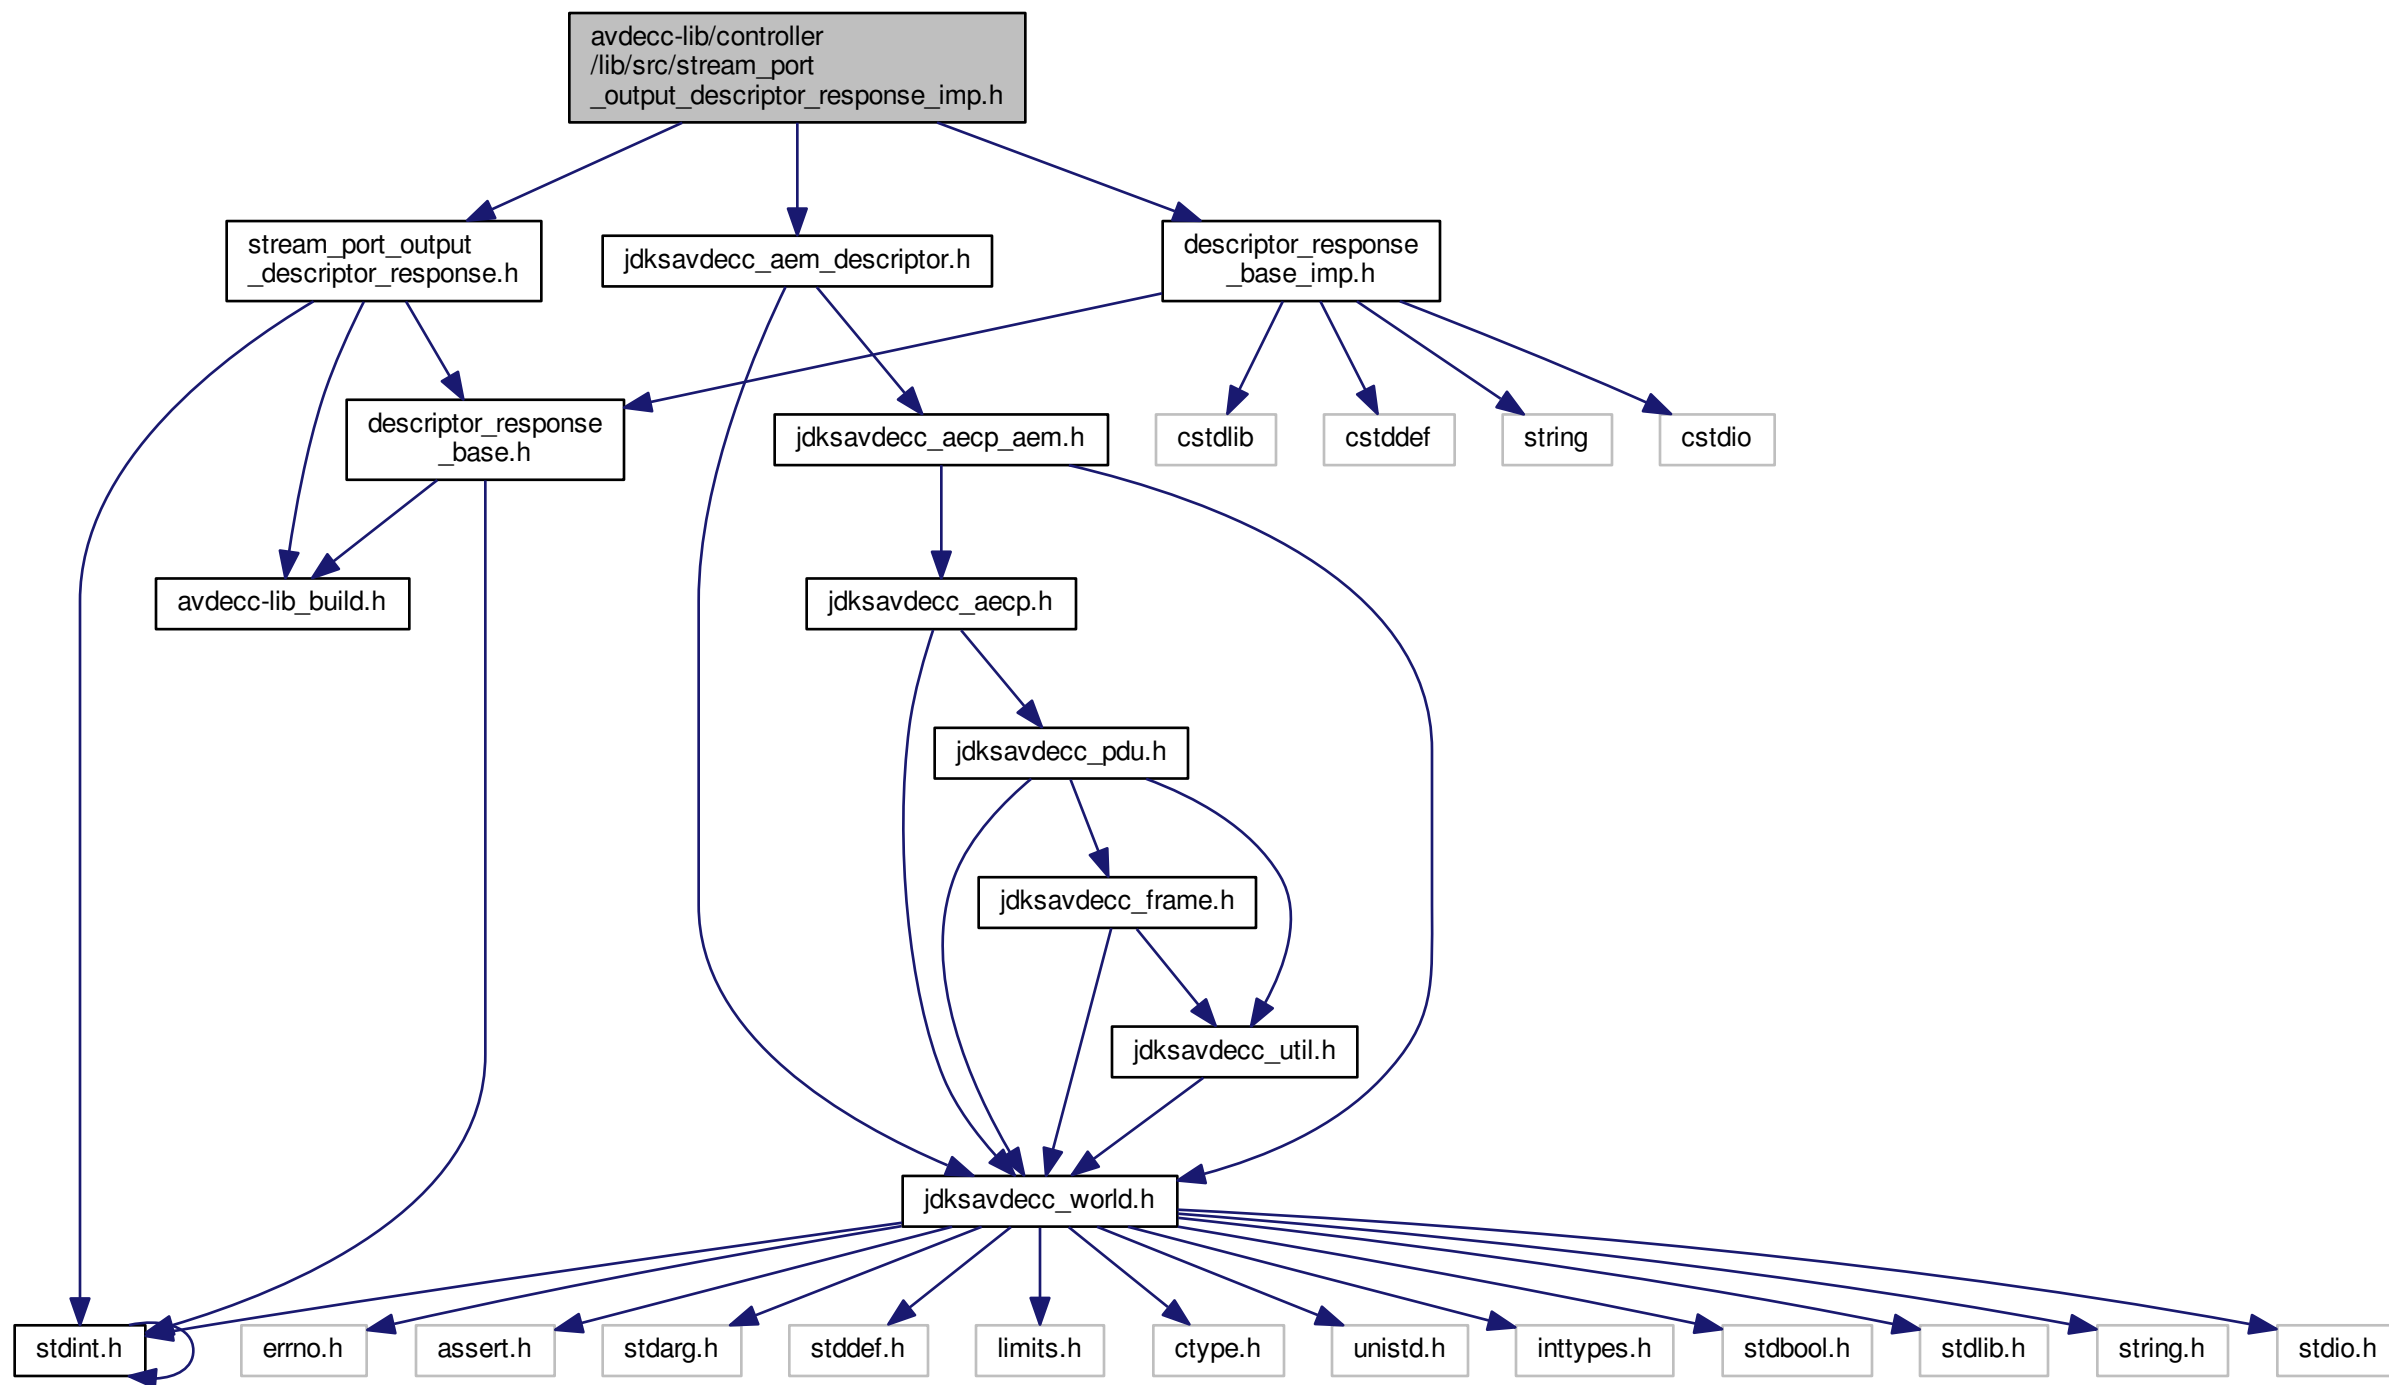 avdecc-lib/controller
/lib/src/stream_port
_output_descriptor_response_imp.h
stream_port_output
_descriptor_response.h
jdksavdecc_aem_descriptor.h
descriptor_response
_base_imp.h
descriptor_response
_base.h
jdksavdecc_aecp_aem.h
cstdlib
cstddef
string
cstdio
avdecc-lib_build.h
jdksavdecc_aecp.h
jdksavdecc_pdu.h
jdksavdecc_frame.h
jdksavdecc_util.h
jdksavdecc_world.h
stdint.h
errno.h
assert.h
stdarg.h
stddef.h
limits.h
ctype.h
unistd.h
inttypes.h
stdbool.h
stdlib.h
string.h
stdio.h